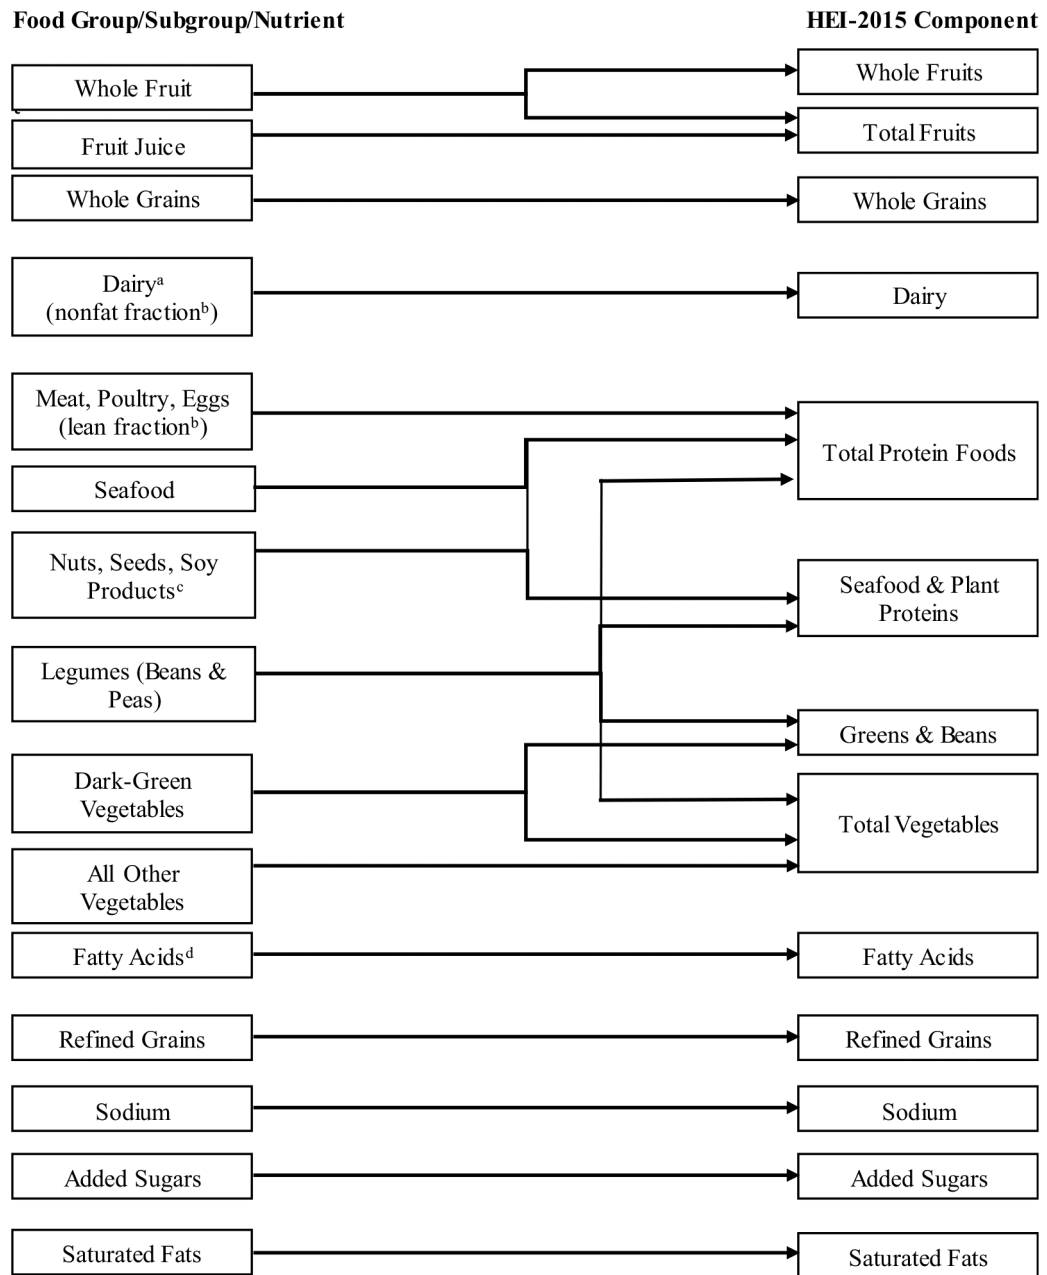 Food Group/Subgroup/Nutrient
HEI-2015 Component
Whole Fruit
Whole Fruits
Fruit Juice
Total Fruits
Whole Grains
Whole Grains
Dairyᵃ
(nonfat fractionᵇ)
Dairy
Meat, Poultry, Eggs
(lean fractionᵇ)
Total Protein Foods
Seafood
Nuts, Seeds, Soy
Productsᶜ
Seafood & Plant
Proteins
Legumes (Beans &
Peas)
Greens & Beans
Dark-Green
Vegetables
Total Vegetables
All Other
Vegetables
Fatty Acidsᵈ
Fatty Acids
Refined Grains
Refined Grains
Sodium
Sodium
Added Sugars
Added Sugars
Saturated Fats
Saturated Fats